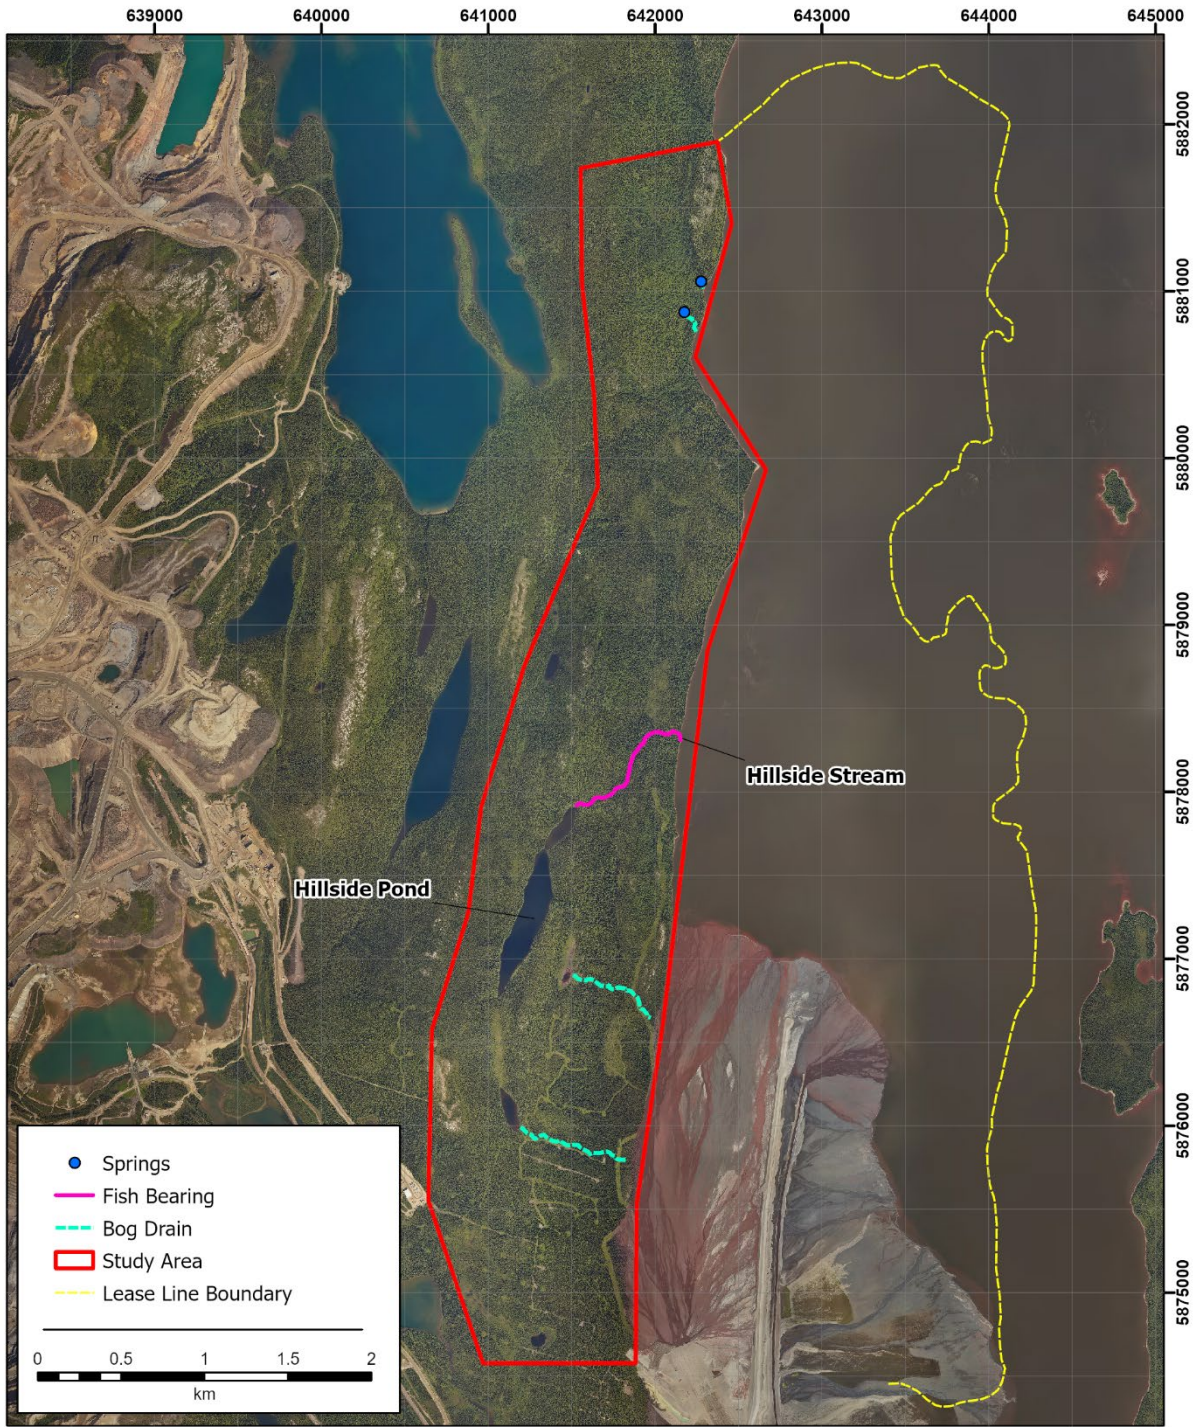 639000 640000 641000 642000 643000 644000 645000
5882000
5881000
5880000
5879000
5878000
Hillside Stream
Hillside Pond
5877000
5876000
5875000
Springs
Fish Bearing
Bog Drain
Study Area
Lease Line Boundary
0 0.5 1 1.5 2
km